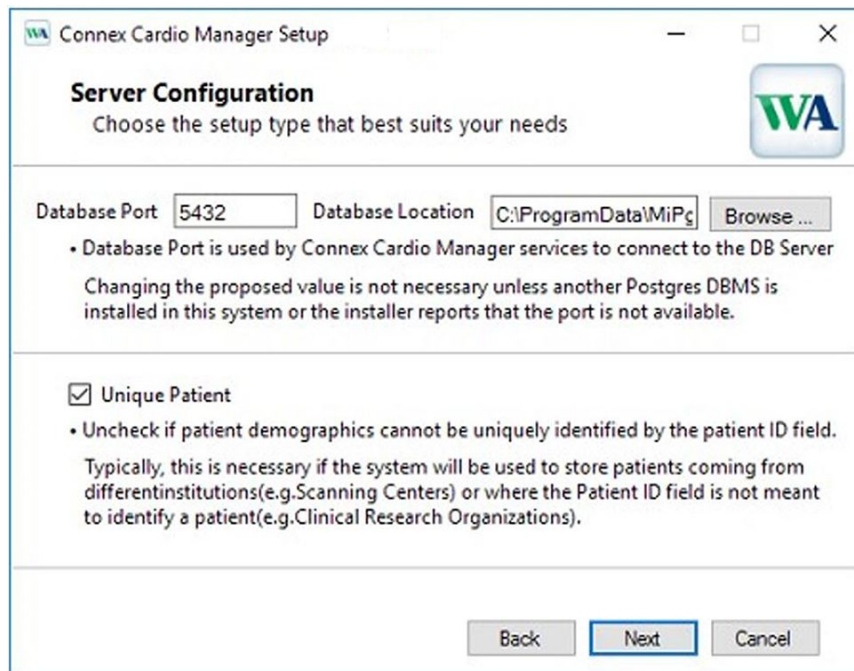 WA Connex Cardio Manager Setup
Server Configuration
Choose the setup type that best suits your needs
WA
Database Port 5432 Database Location C:\ProgramData\MiPg Browse ...
• Database Port is used by Connex Cardio Manager services to connect to the DB Server
Changing the proposed value is not necessary unless another Postgres DBMS is
installed in this system or the installer reports that the port is not available.
Unique Patient
• Uncheck if patient demographics cannot be uniquely identified by the patient ID field.
Typically, this is necessary if the system will be used to store patients coming from
differentinstitutions(e.g.Scanning Centers) or where the Patient ID field is not meant
to identify a patient(e.g.Clinical Research Organizations).
Back Next Cancel